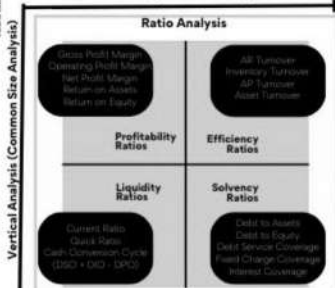 Ratio Analysis
Vertical Analysis (Common Size Analysis)
Gross Profit Margin
Operating Profit Margin
Net Profit Margin
Return on Assets
Return on Equity
AR Turnover
Inventory Turnover
AP Turnover
Asset Turnover
Profitability
Ratios
Efficiency
Ratios
Liquidity
Ratios
Solvency
Ratios
Current Ratio
Quick Ratio
Cash Conversion Cycle
(DSO + DIO - DPO)
Debt to Assets
Debt to Equity
Debt Service Coverage
Fixed Charge Coverage
Interest Coverage